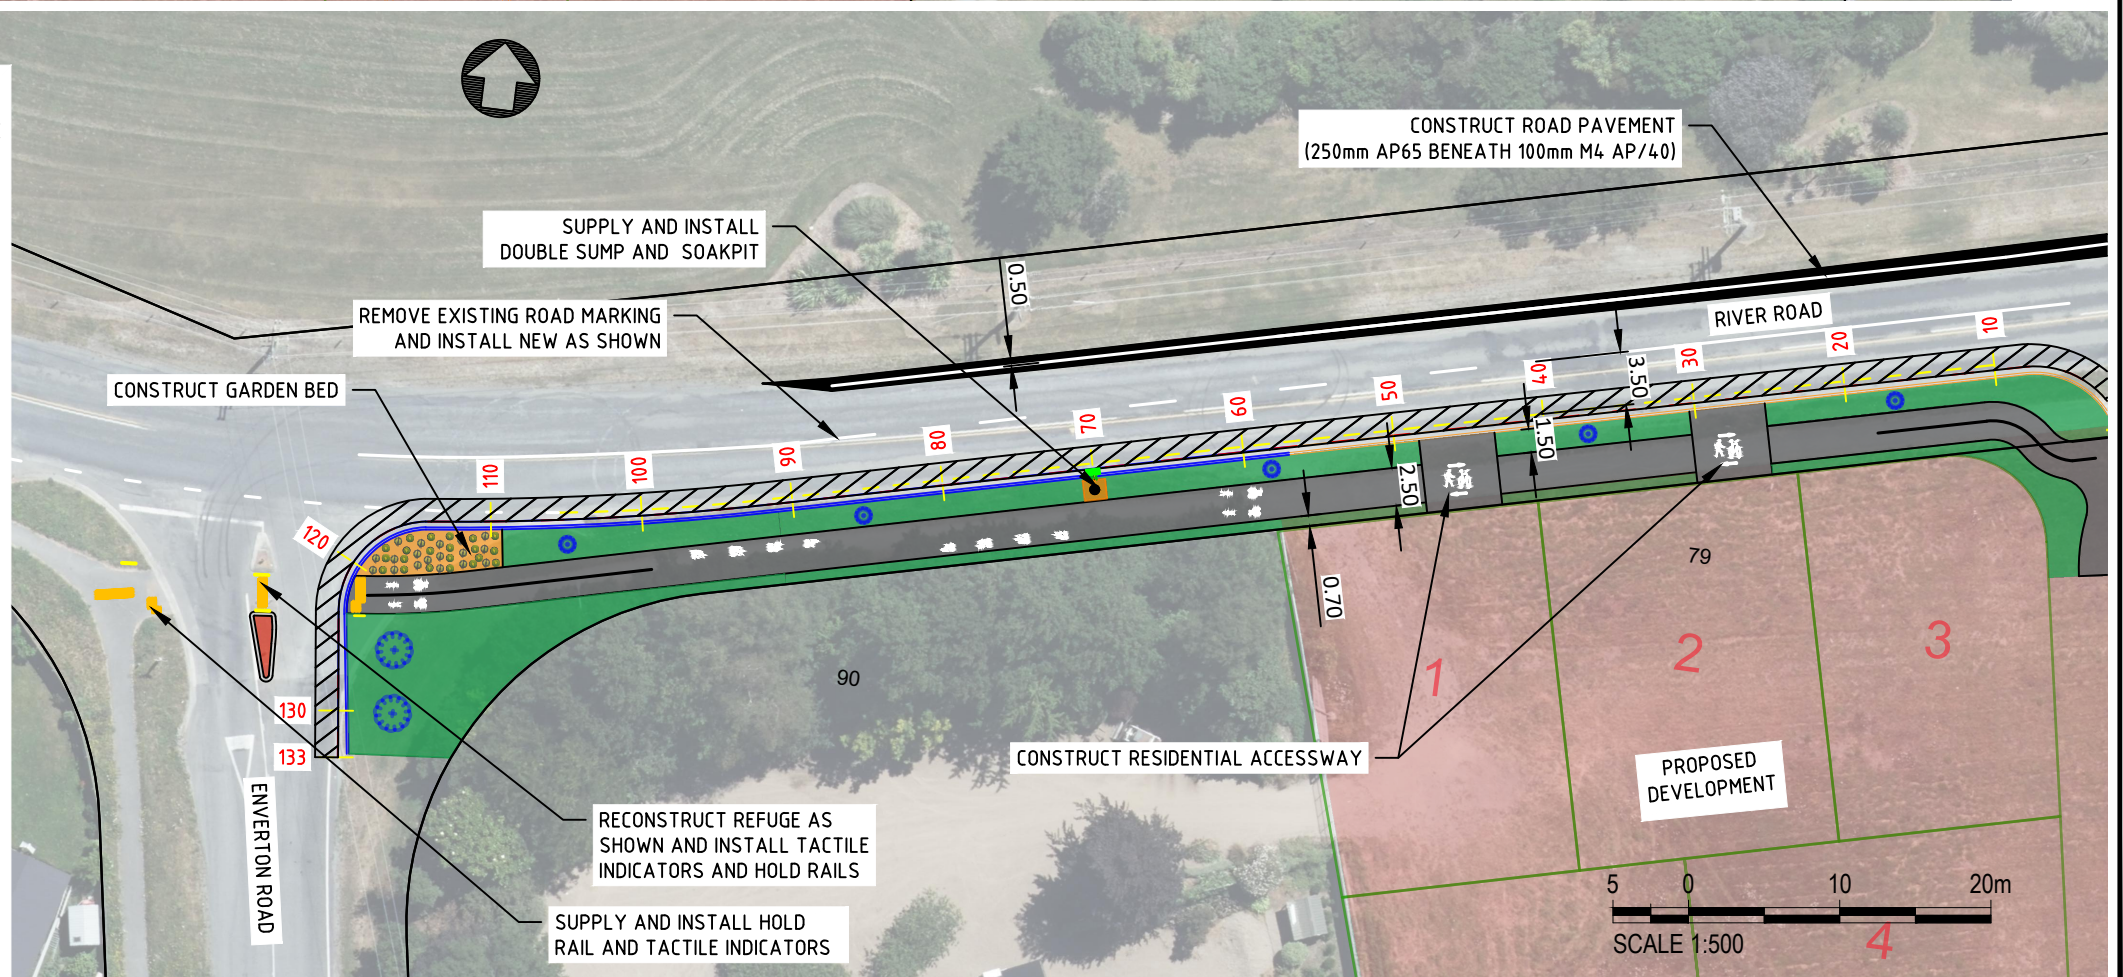 CONSTRUCT ROAD PAVEMENT
(250mm AP65 BENEATH 100mm M4 AP/40)
SUPPLY AND INSTALL
DOUBLE SUMP AND SOAKPIT
0.50
REMOVE EXISTING ROAD MARKING
AND INSTALL NEW AS SHOWN
RIVER ROAD
CONSTRUCT GARDEN BED
10
20
30
3.50
40
50
60
70
80
90
100
110
120
130
133
1.50
2.50
0.70
79
90
1
2
3
4
CONSTRUCT RESIDENTIAL ACCESSWAY
PROPOSED
DEVELOPMENT
ENVERTON ROAD
RECONSTRUCT REFUGE AS
SHOWN AND INSTALL TACTILE
INDICATORS AND HOLD RAILS
SUPPLY AND INSTALL HOLD
RAIL AND TACTILE INDICATORS
5 0 10 20m
SCALE 1:500